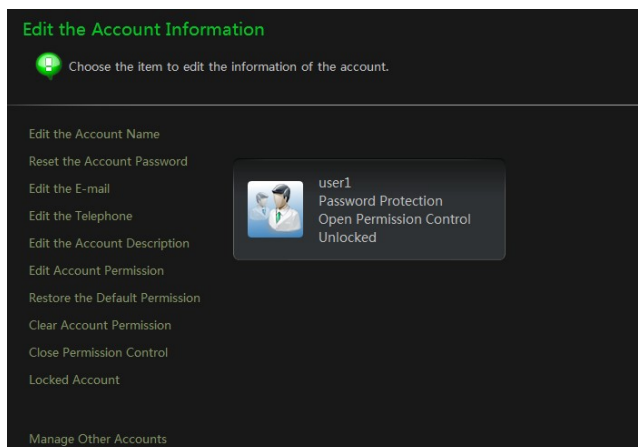 Edit the Account Information
Choose the item to edit the information of the account.
Edit the Account Name
Reset the Account Password
Edit the E-mail
Edit the Telephone
Edit the Account Description
Edit Account Permission
Restore the Default Permission
Clear Account Permission
Close Permission Control
Locked Account
Manage Other Accounts
user1
Password Protection
Open Permission Control
Unlocked